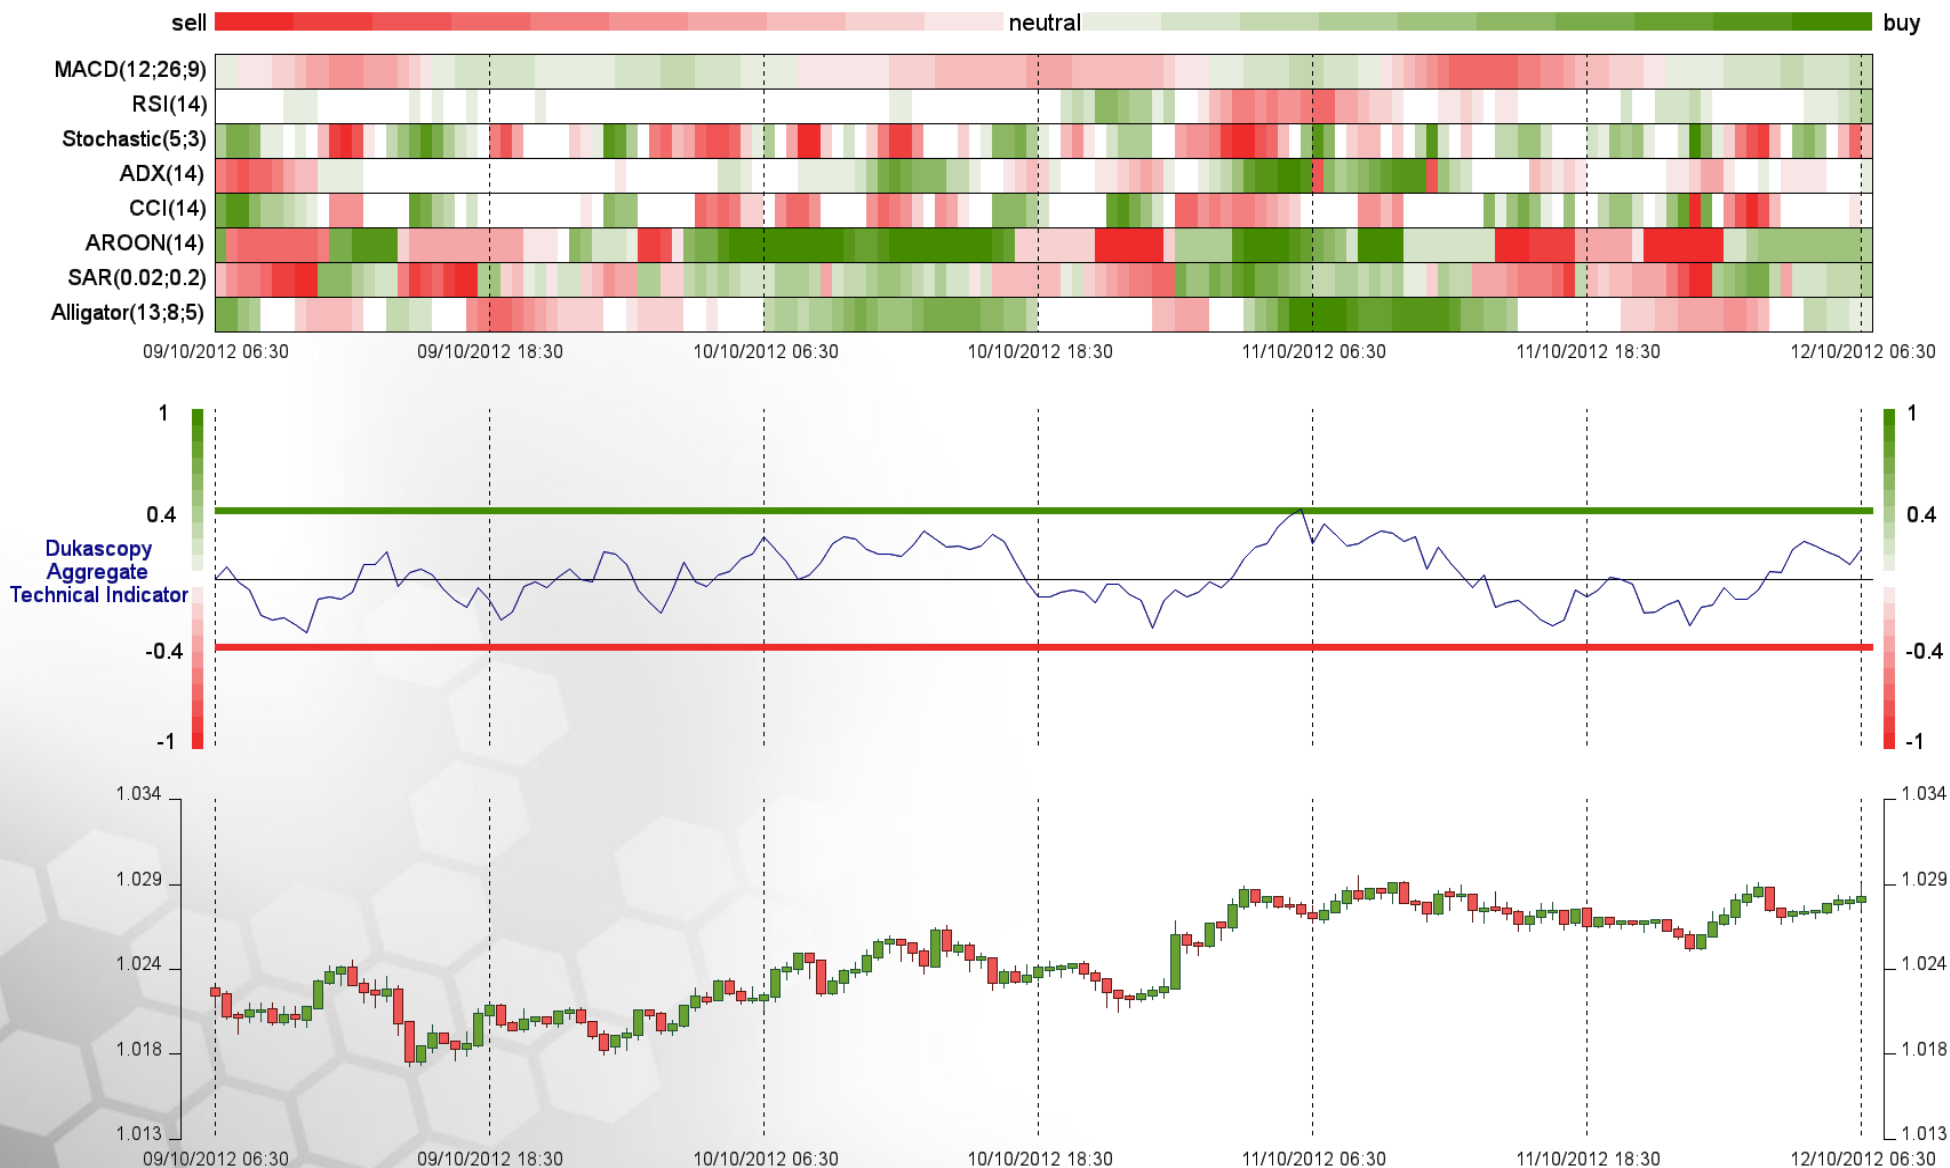 sell neutral buy
MACD(12;26;9)
RSI(14)
Stochastic(5;3)
ADX(14)
CCI(14)
AROON(14)
SAR(0.02;0.2)
Alligator(13;8;5)
09/10/2012 06:30 09/10/2012 18:30 10/10/2012 06:30 10/10/2012 18:30 11/10/2012 06:30 11/10/2012 18:30 12/10/2012 06:30
1 1
0.4 0.4
Dukascopy
Aggregate
Technical Indicator
-0.4 -0.4
-1 -1
1.034 1.034
1.029 1.029
1.024 1.024
1.018 1.018
1.013 1.013
09/10/2012 06:30 09/10/2012 18:30 10/10/2012 06:30 10/10/2012 18:30 11/10/2012 06:30 11/10/2012 18:30 12/10/2012 06:30